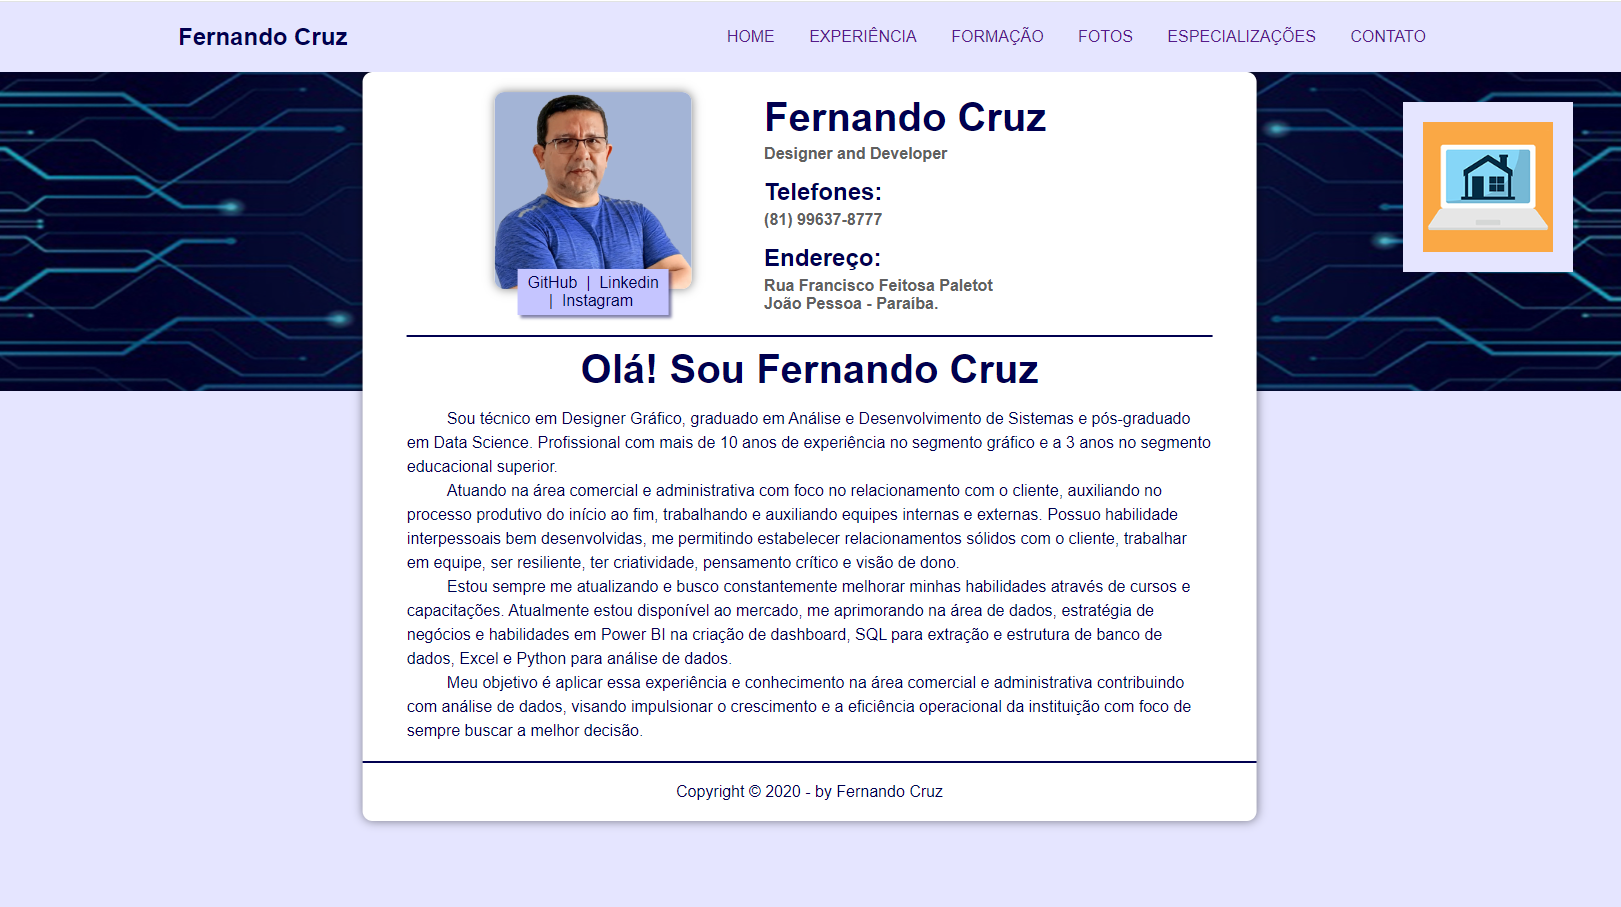 Fernando Cruz
HOME EXPERIÊNCIA FORMAÇÃO FOTOS ESPECIALIZAÇÕES CONTATO
GitHub | Linkedin
| Instagram
Fernando Cruz
Designer and Developer
Telefones:
(81) 99637-8777
Endereço:
Rua Francisco Feitosa Paletot
João Pessoa - Paraíba.
Olá! Sou Fernando Cruz
Sou técnico em Designer Gráfico, graduado em Análise e Desenvolvimento de Sistemas e pós-graduado
em Data Science. Profissional com mais de 10 anos de experiência no segmento gráfico e a 3 anos no segmento
educacional superior.
Atuando na área comercial e administrativa com foco no relacionamento com o cliente, auxiliando no
processo produtivo do início ao fim, trabalhando e auxiliando equipes internas e externas. Possuo habilidade
interpessoais bem desenvolvidas, me permitindo estabelecer relacionamentos sólidos com o cliente, trabalhar
em equipe, ser resiliente, ter criatividade, pensamento crítico e visão de dono.
Estou sempre me atualizando e busco constantemente melhorar minhas habilidades através de cursos e
capacitações. Atualmente estou disponível ao mercado, me aprimorando na área de dados, estratégia de
negócios e habilidades em Power BI na criação de dashboard, SQL para extração e estrutura de banco de
dados, Excel e Python para análise de dados.
Meu objetivo é aplicar essa experiência e conhecimento na área comercial e administrativa contribuindo
com análise de dados, visando impulsionar o crescimento e a eficiência operacional da instituição com foco de
sempre buscar a melhor decisão.
Copyright © 2020 - by Fernando Cruz